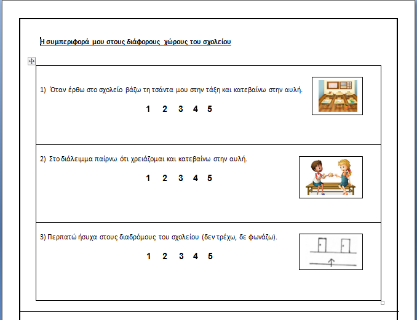 Η συμπεριφορά μου στους διάφορους χώρους του σχολείου
1) Όταν έρθω στο σχολείο βάζω τη τσάντα μου στην τάξη και κατεβαίνω στην αυλή.
1 2 3 4 5
2) Στο διάλειμμα παίρνω ότι χρειάζομαι και κατεβαίνω στην αυλή.
1 2 3 4 5
3) Περπατώ ήσυχα στους διαδρόμους του σχολείου (δεν τρέχω, δε φωνάζω).
1 2 3 4 5